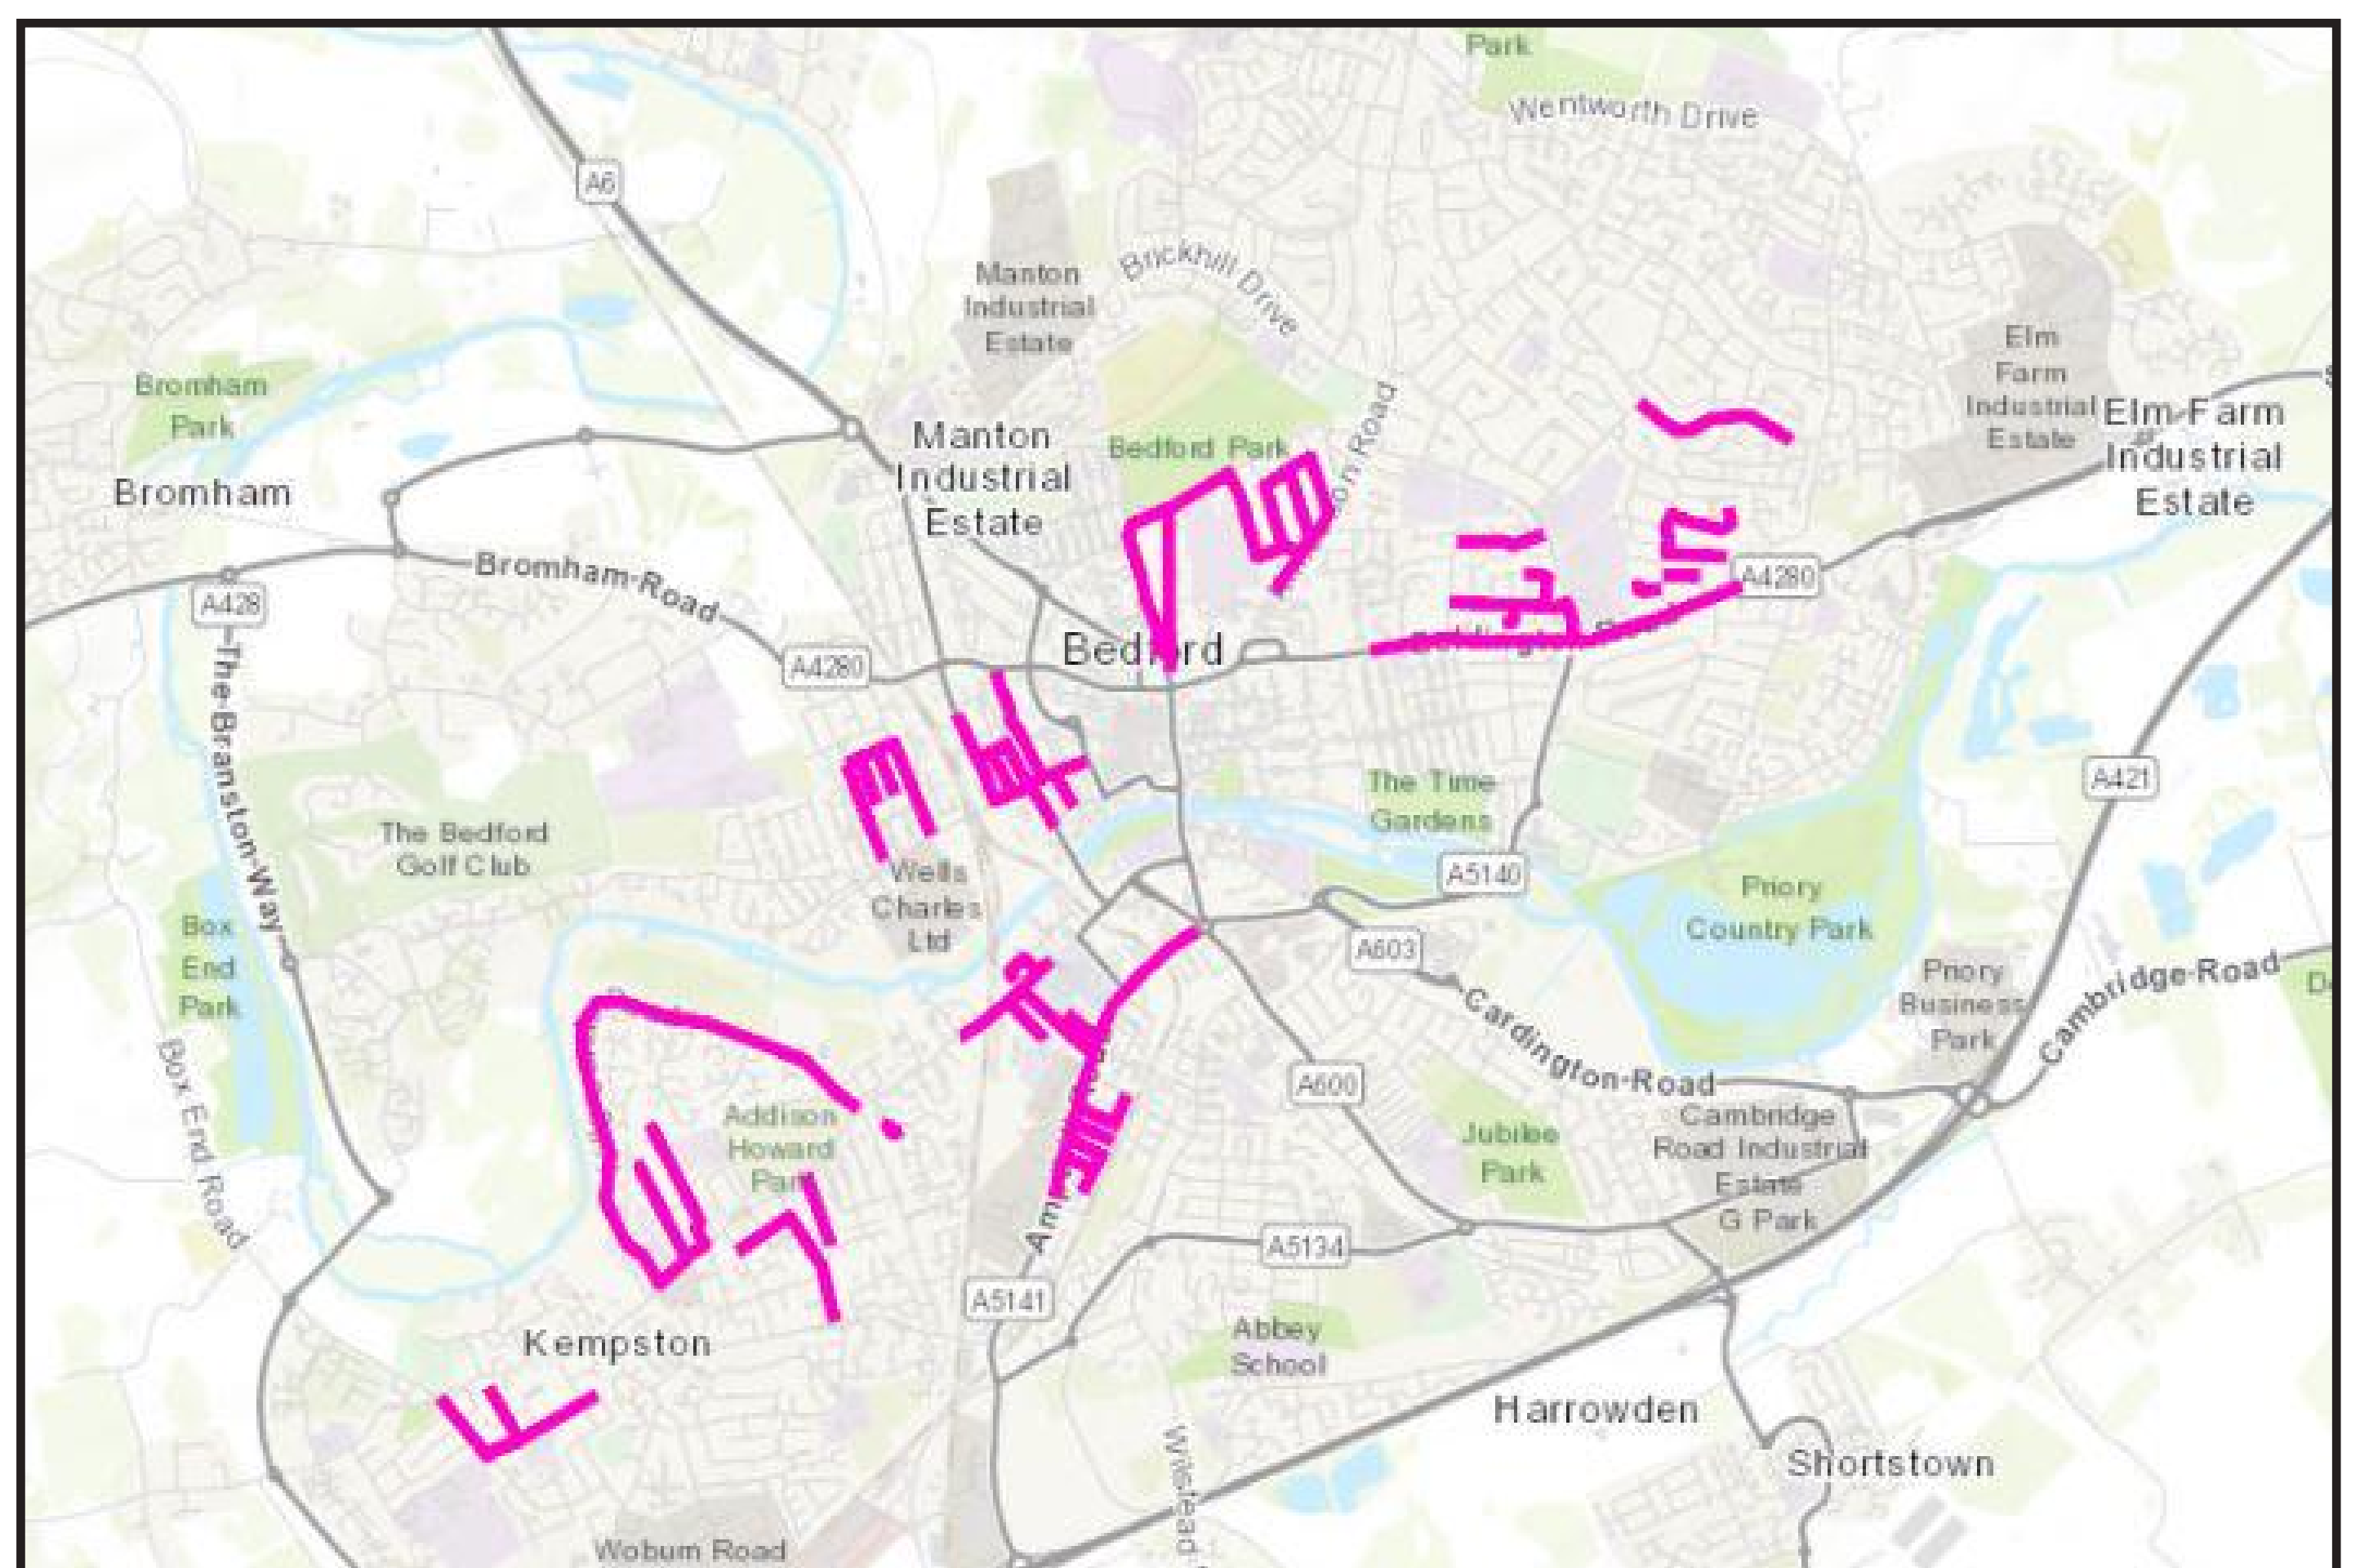 Park
Wentworth Drive
A6
Brickhill Drive
Manton
Industrial
Estate
Elm
Farm
Industrial
Estate
Elm Farm
Industrial
Estate
Bromham
Park
Bromham
Manton
Industrial
Estate
Bedford Park
Road
Bromham Road
A428
A4280
A4280
Bedford
The Branston Way
A421
The Time
Gardens
The Bedford
Golf Club
Wells
Charles
Ltd
A5140
Priory
Country Park
Box
End
Park
A603
Priory
Business
Park
Cambridge Road
Cardington Road
Box End Road
A600
Addison
Howard
Park
Jubilee
Park
Cambridge
Road Industrial
Estate
G Park
A5134
A5141
Kempston
Abbey
School
Harrowden
Shortstown
Wilstead
Woburn Road